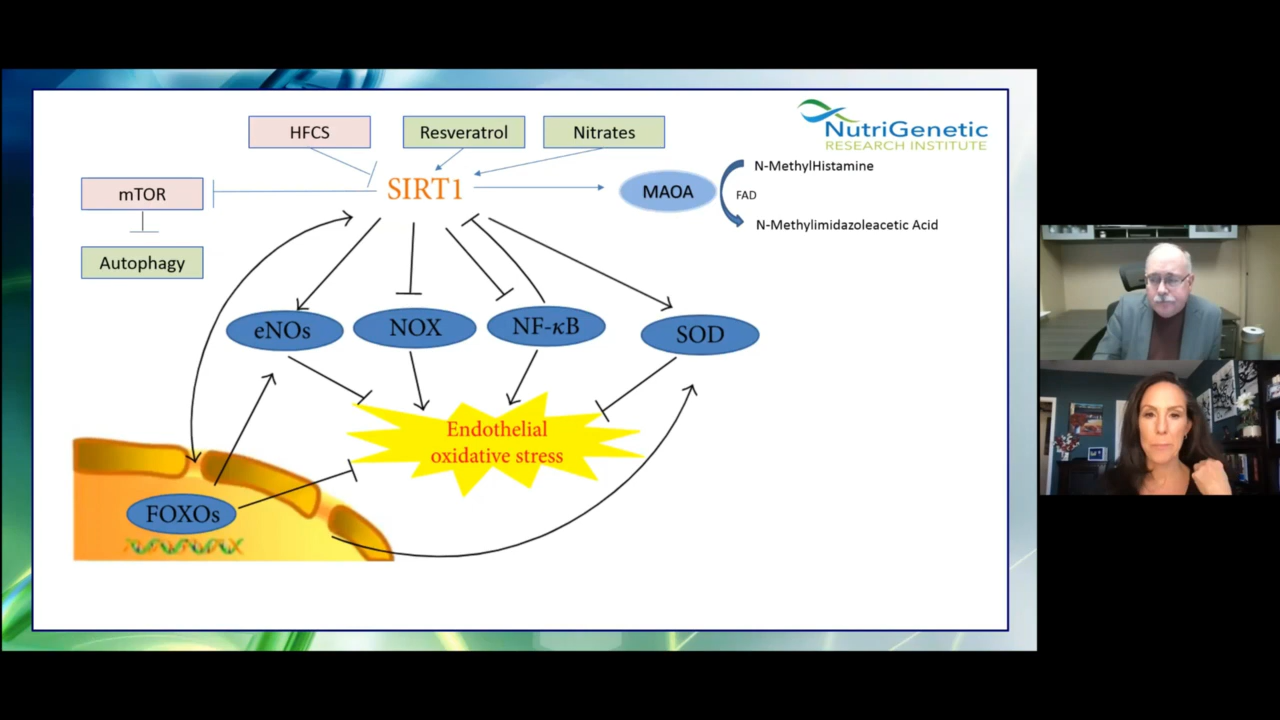 HFCS
Resveratrol
Nitrates
NutriGenetic
RESEARCH INSTITUTE
mTOR
SIRT1
MAOA
N-MethylHistamine
FAD
N-Methylimidazoleacetic Acid
Autophagy
eNOs
NOX
NF-κB
SOD
Endothelial
oxidative stress
FOXOs